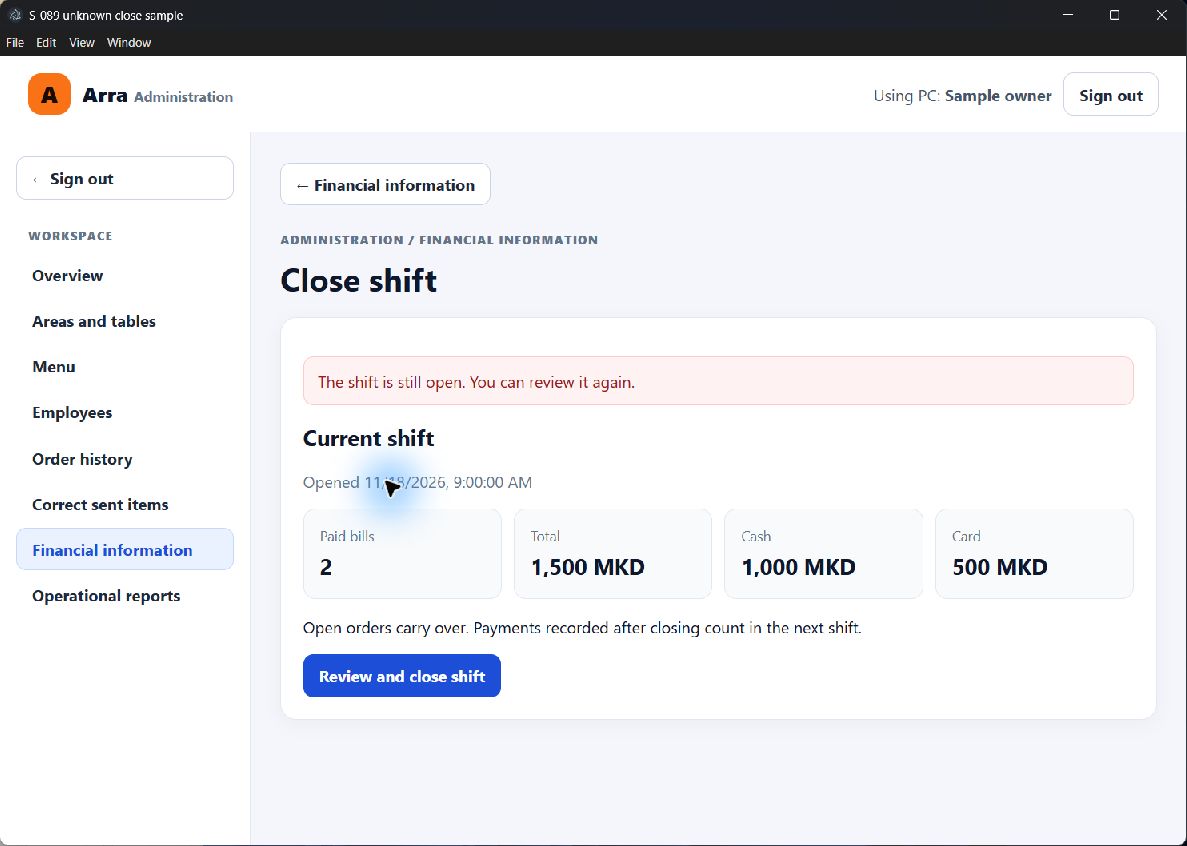 S-089 unknown close sample
File Edit View Window
A Arra Administration
Using PC: Sample owner
Sign out
← Sign out
WORKSPACE
Overview
Areas and tables
Menu
Employees
Order history
Correct sent items
Financial information
Operational reports
← Financial information
ADMINISTRATION / FINANCIAL INFORMATION
Close shift
The shift is still open. You can review it again.
Current shift
Opened 11/18/2026, 9:00:00 AM
Paid bills
2
Total
1,500 MKD
Cash
1,000 MKD
Card
500 MKD
Open orders carry over. Payments recorded after closing count in the next shift.
Review and close shift